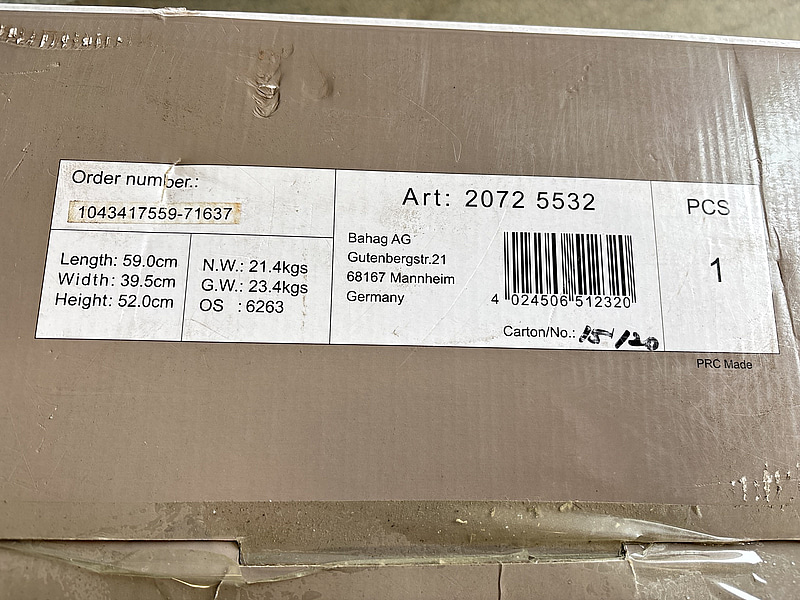 Order number.:
1043417559-71637
Length: 59.0cm
Width: 39.5cm
Height: 52.0cm
N.W.: 21.4kgs
G.W.: 23.4kgs
OS : 6263
Art: 2072 5532
Bahag AG
Gutenbergstr.21
68167 Mannheim
Germany
4 024506 512320
Carton/No.: 15/120
PCS
1
PRC Made